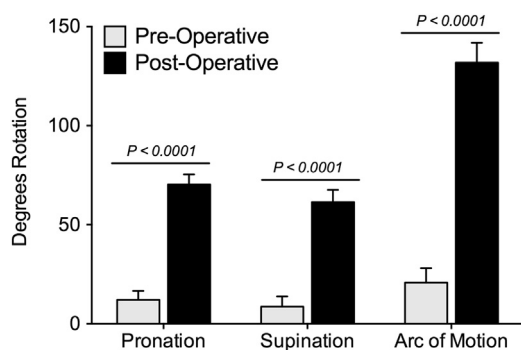 150
100
50
0
Degrees Rotation
Pre-Operative
Post-Operative
P < 0.0001
P < 0.0001
P < 0.0001
Pronation
Supination
Arc of Motion